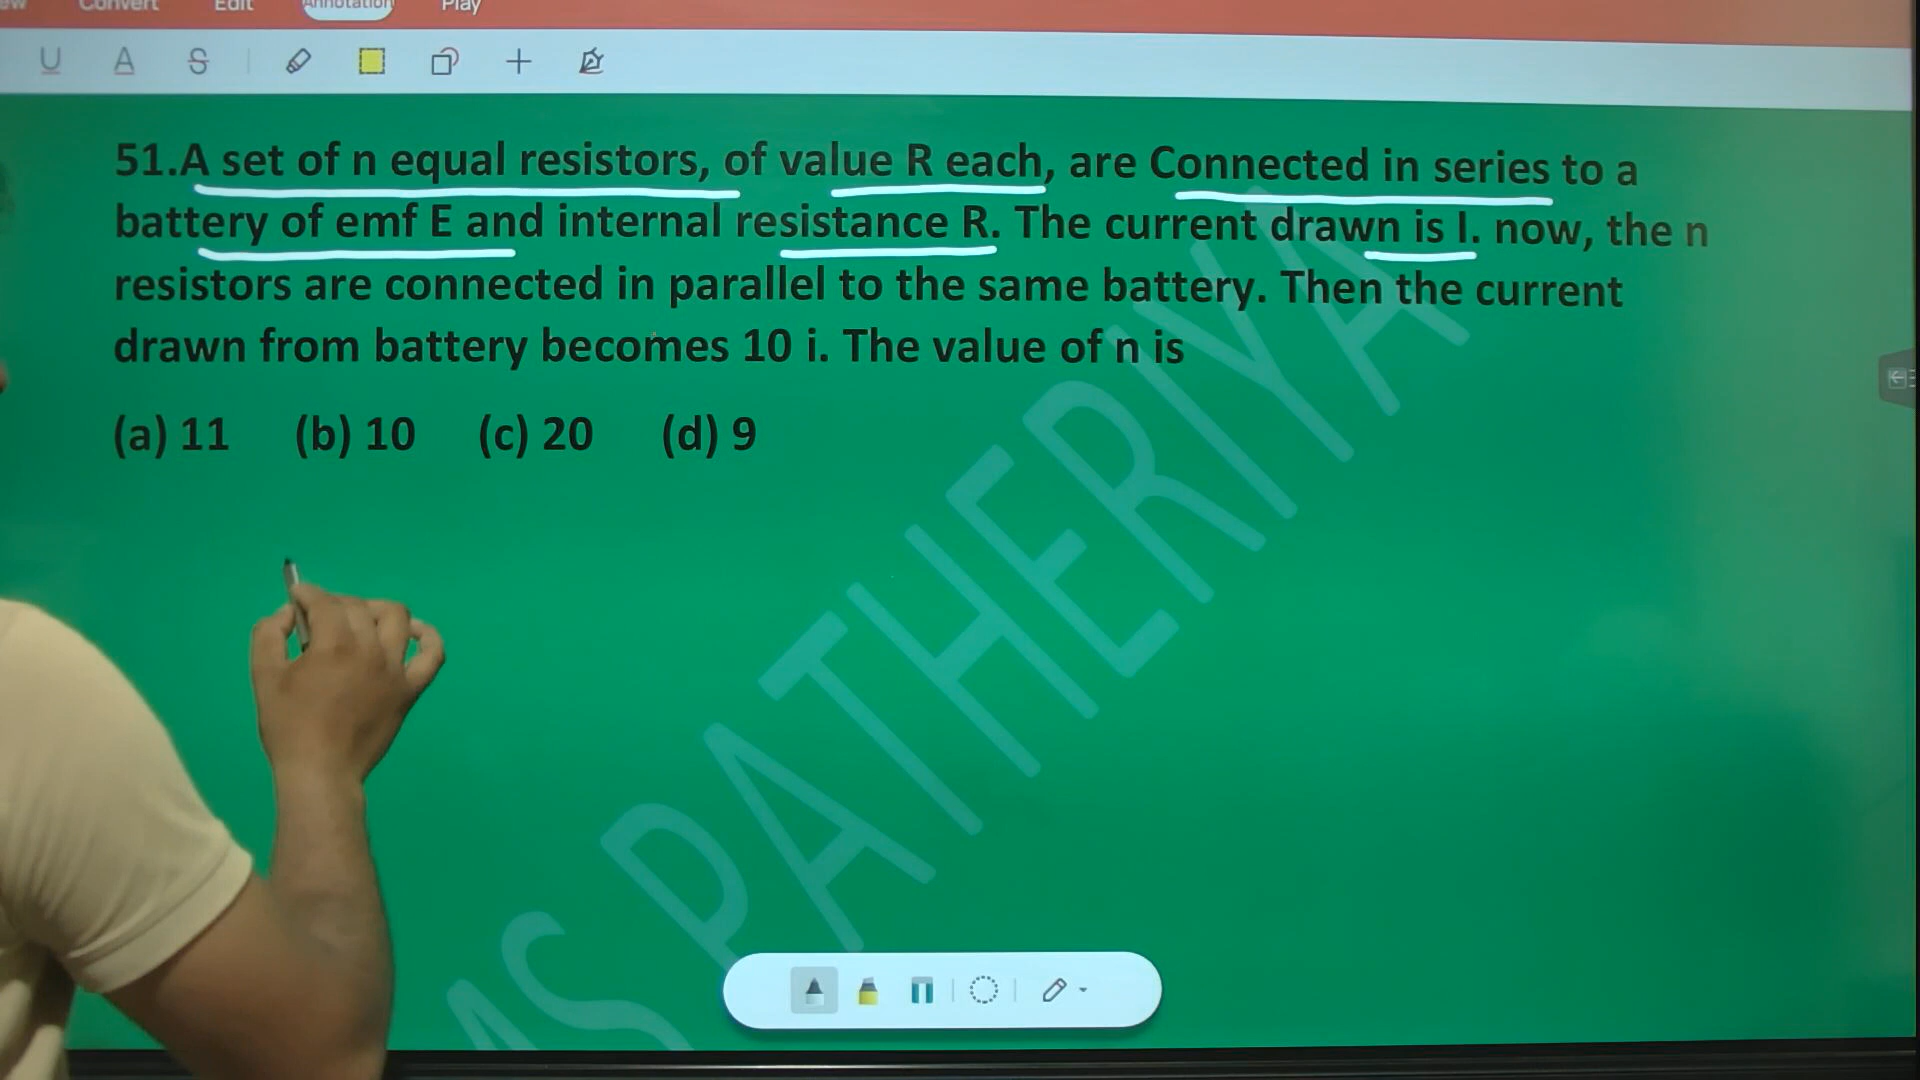 Convert Edit Annotation Play
U A S
51.A set of n equal resistors, of value R each, are Connected in series to a
battery of emf E and internal resistance R. The current drawn is I. now, the n
resistors are connected in parallel to the same battery. Then the current
drawn from battery becomes 10 i. The value of n is
(a) 11 (b) 10 (c) 20 (d) 9
PATHERIYA